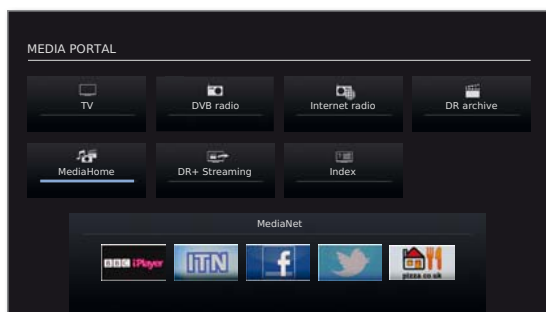 MEDIA PORTAL
TV
DVB radio
Internet radio
DR archive
MediaHome
DR+ Streaming
Index
MediaNet
BBC iPlayer
ITN
f
pizza co uk